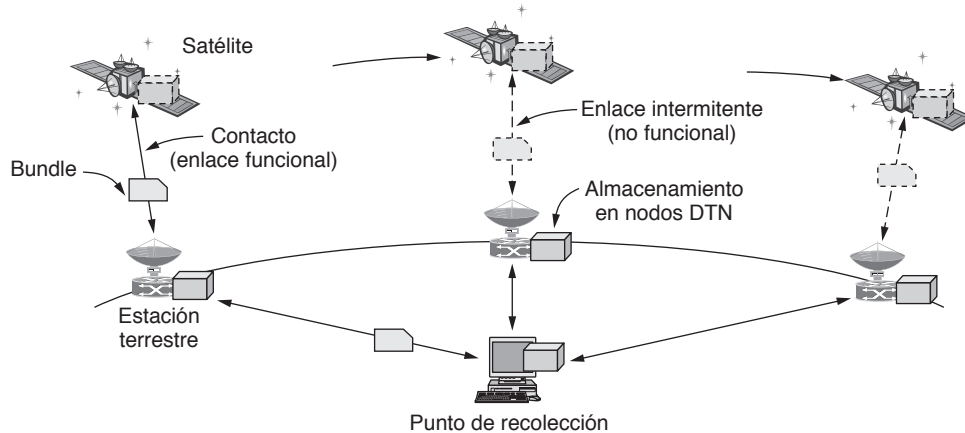 Satélite
Contacto
(enlace funcional)
Bundle
Enlace intermitente
(no funcional)
Almacenamiento
en nodos DTN
Estación
terrestre
Punto de recolección